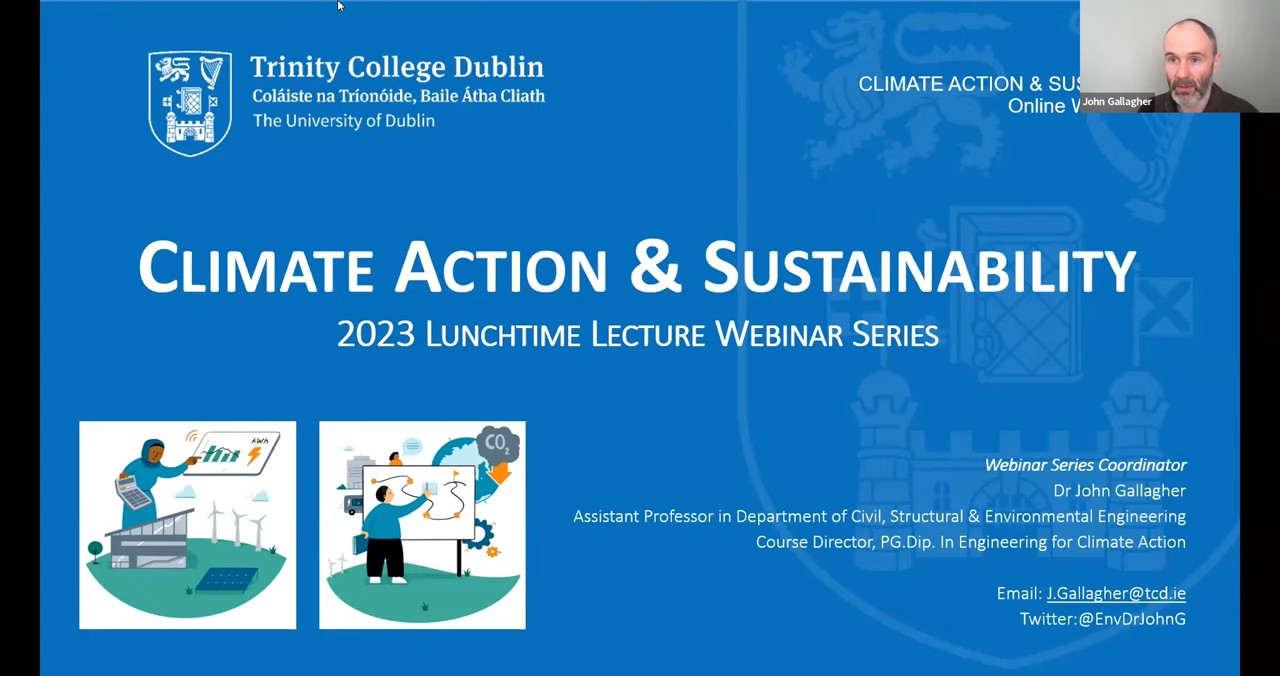 Trinity College Dublin
Coláiste na Tríonóide, Baile Átha Cliath
The University of Dublin
CLIMATE ACTION &
Online
John Gallagher
CLIMATE ACTION & SUSTAINABILITY
2023 LUNCHTIME LECTURE WEBINAR SERIES
kWh
CO2
Webinar Series Coordinator
Dr John Gallagher
Assistant Professor in Department of Civil, Structural & Environmental Engineering
Course Director, PG.Dip. In Engineering for Climate Action
Email: J.Gallagher@tcd.ie
Twitter:@EnvDrJohnG